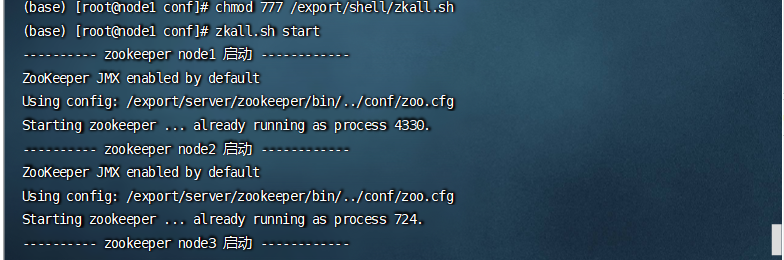 (base) [root@node1 conf]# chmod 777 /export/shell/zkall.sh
(base) [root@node1 conf]# zkall.sh start
---------- zookeeper node1 启动 ------------
ZooKeeper JMX enabled by default
Using config: /export/server/zookeeper/bin/../conf/zoo.cfg
Starting zookeeper ... already running as process 4330.
---------- zookeeper node2 启动 ------------
ZooKeeper JMX enabled by default
Using config: /export/server/zookeeper/bin/../conf/zoo.cfg
Starting zookeeper ... already running as process 724.
---------- zookeeper node3 启动 ------------